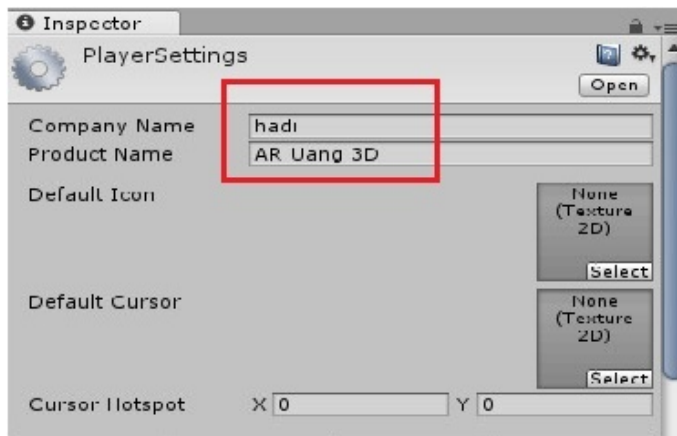 Inspector
PlayerSettings
Open
Company Name hadi
Product Name AR Uang 3D
Default Icon
None
(Texture
2D)
Select
Default Cursor
None
(Texture
2D)
Select
Cursor Hotspot X 0 Y 0